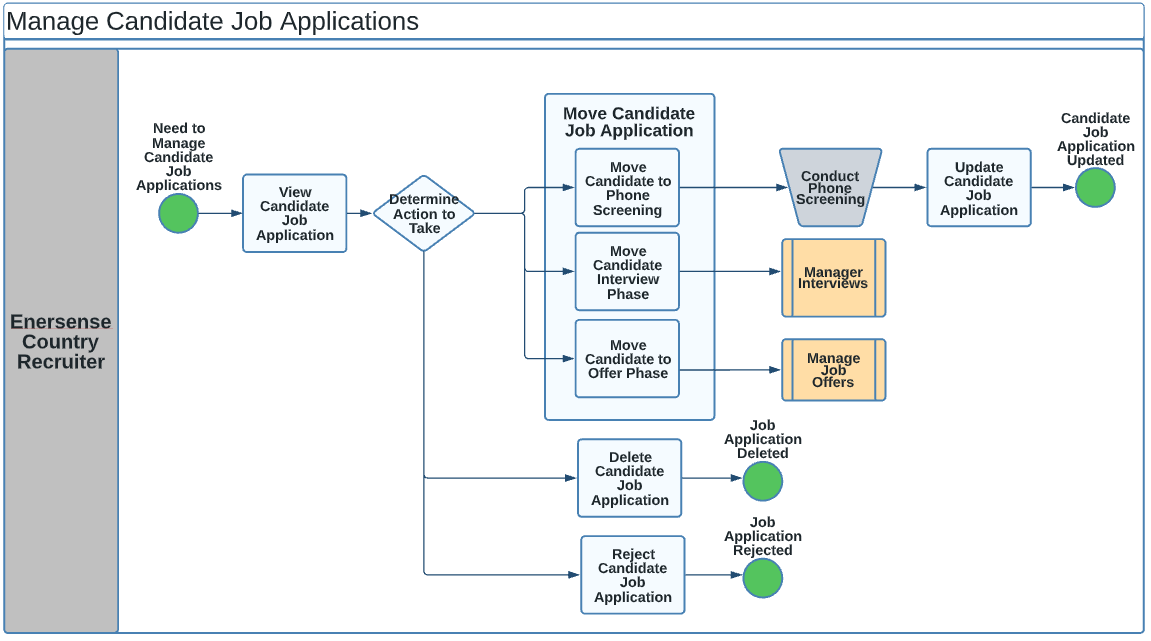 Manage Candidate Job Applications
Enersense
Country
Recruiter
Need to
Manage
Candidate
Job
Applications
View
Candidate
Job
Application
Determine
Action to
Take
Move Candidate
Job Application
Move
Candidate to
Phone
Screening
Conduct
Phone
Screening
Update
Candidate
Job
Application
Candidate
Job
Application
Updated
Move
Candidate
Interview
Phase
Manager
Interviews
Move
Candidate to
Offer Phase
Manage
Job
Offers
Delete
Candidate
Job
Application
Job
Application
Deleted
Reject
Candidate
Job
Application
Job
Application
Rejected